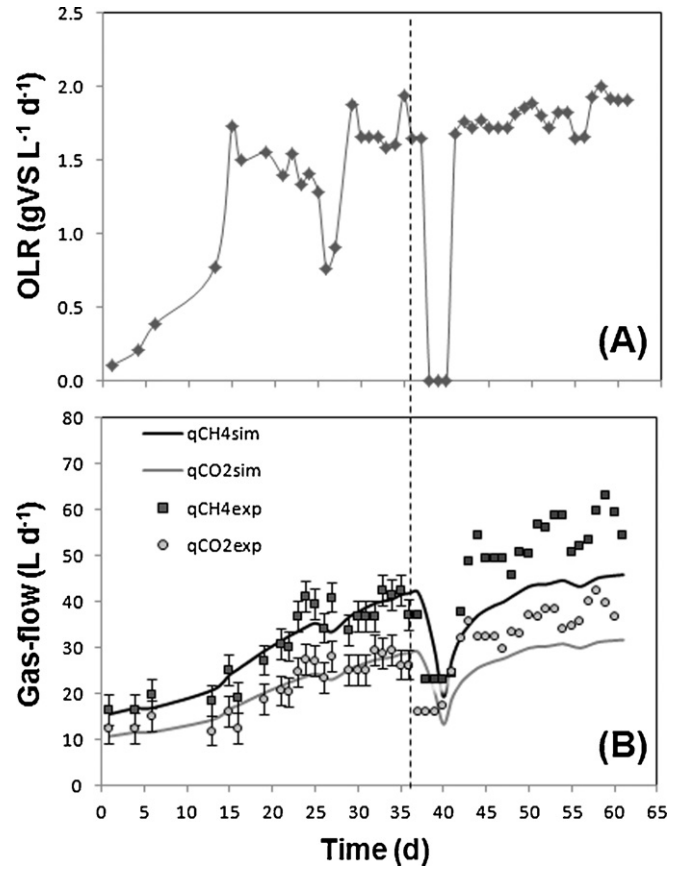 2.5
2.0
1.5
1.0
0.5
0.0
OLR (gVS L-1 d-1)
(A)
80
70
60
50
40
30
20
10
0
Gas-flow (L d-1)
qCH4sim
qCO2sim
qCH4exp
qCO2exp
(B)
0 5 10 15 20 25 30 35 40 45 50 55 60 65
Time (d)